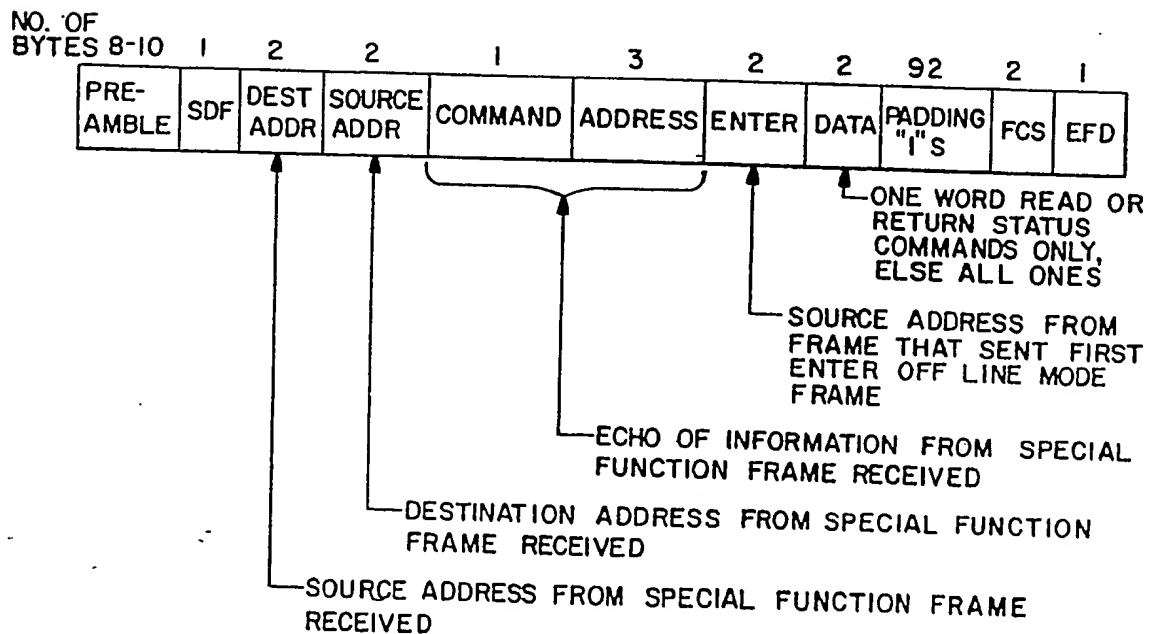 NO. OF
BYTES 8-10 1 2 2 1 3 2 2 92 2 1
PRE-
AMBLE
SDF
DEST
ADDR
SOURCE
ADDR
COMMAND
ADDRESS
ENTER
DATA
PADDING
"1"S
FCS
EFD
ONE WORD READ OR
RETURN STATUS
COMMANDS ONLY,
ELSE ALL ONES
SOURCE ADDRESS FROM
FRAME THAT SENT FIRST
ENTER OFF LINE MODE
FRAME
ECHO OF INFORMATION FROM SPECIAL
FUNCTION FRAME RECEIVED
DESTINATION ADDRESS FROM SPECIAL FUNCTION
FRAME RECEIVED
SOURCE ADDRESS FROM SPECIAL FUNCTION FRAME
RECEIVED